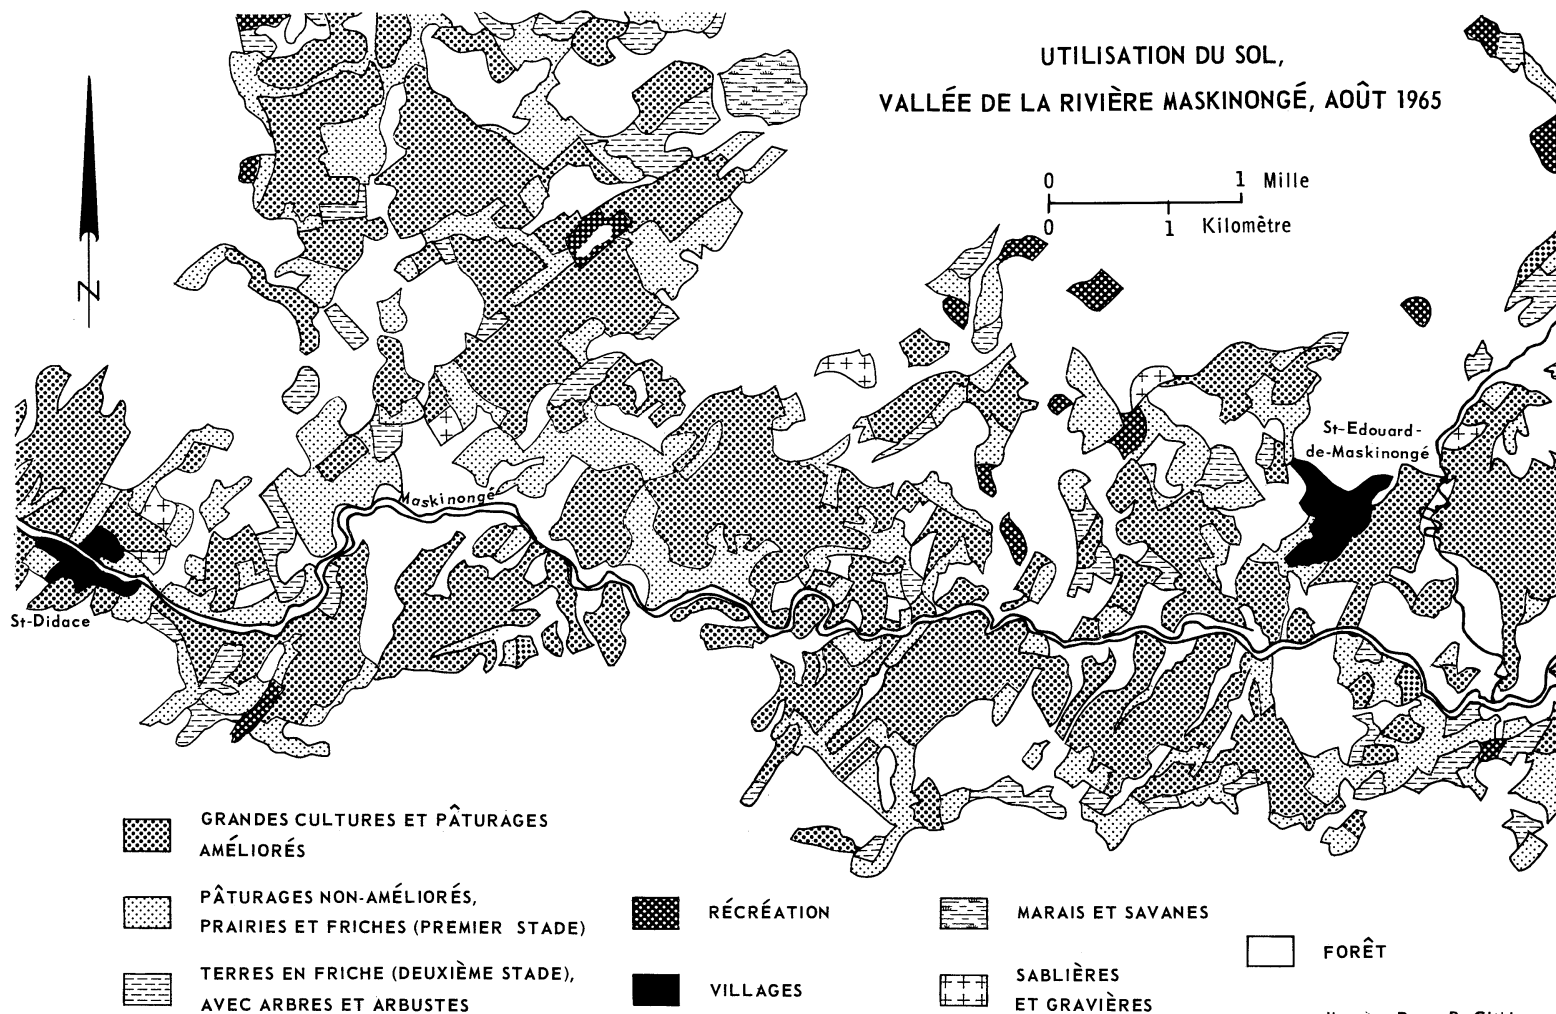 UTILISATION DU SOL,
VALLÉE DE LA RIVIÈRE MASKINONGÉ, AOÛT 1965
0 1 Mille
0 1 Kilomètre
N
St-Edouard-
de-Maskinongé
Maskinongé
St-Didace
GRANDES CULTURES ET PÂTURAGES
AMÉLIORÉS
PÂTURAGES NON-AMÉLIORÉS,
PRAIRIES ET FRICHES (PREMIER STADE)
TERRES EN FRICHE (DEUXIÈME STADE),
AVEC ARBRES ET ARBUSTES
RÉCRÉATION
VILLAGES
MARAIS ET SAVANES
SABLIÈRES
ET GRAVIÈRES
FORÊT